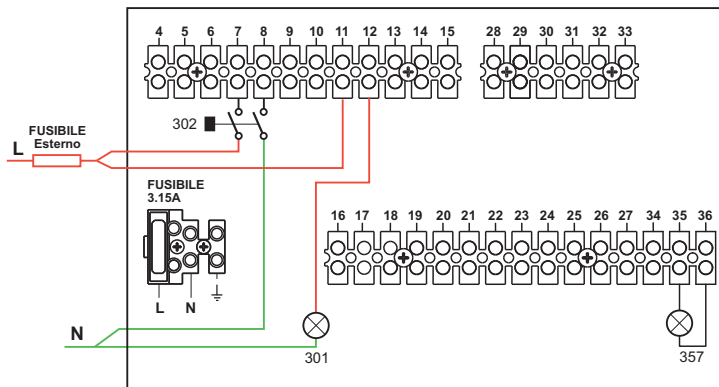 4 5 6 7 8 9 10 11 12 13 14 15
28 29 30 31 32 33
302
FUSIBILE
Esterno
L
FUSIBILE
3.15A
16 17 18 19 20 21 22 23 24 25 26 27 34 35 36
L N
N
301
357